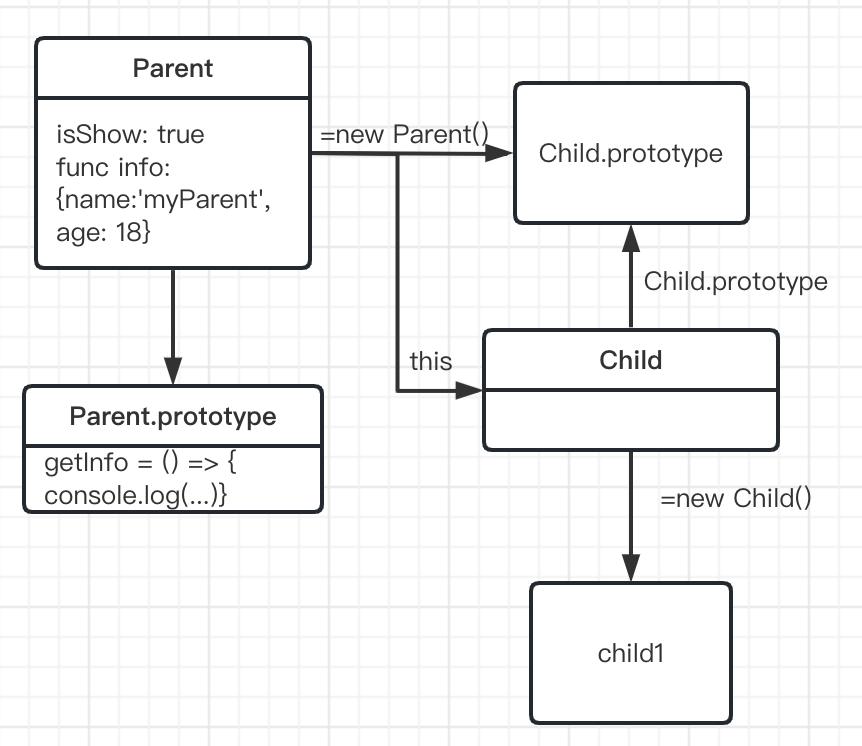 Parent
isShow: true
func info:
{name:'myParent',
age: 18}
=new Parent()
Child.prototype
Child.prototype
this
Child
Parent.prototype
getInfo = () => {
console.log(...)}
=new Child()
child1